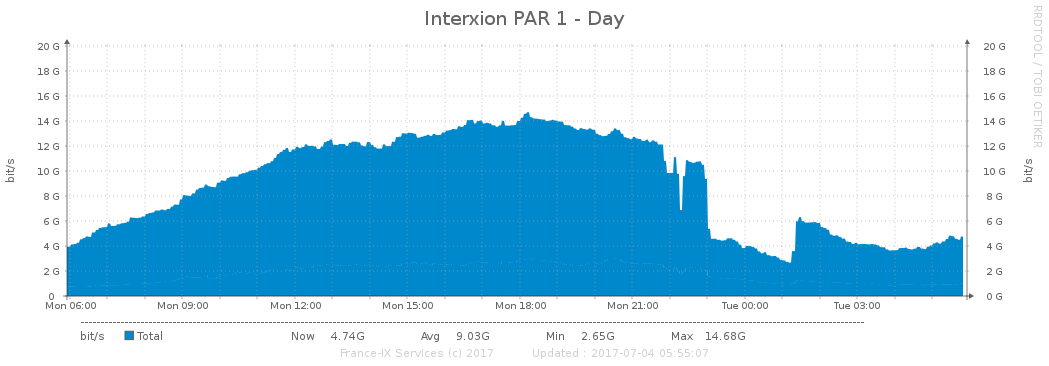 Interxion PAR 1 - Day
RRDTOOL / TOBI OETIKER
20 G 20 G
18 G 18 G
16 G 16 G
14 G 14 G
12 G 12 G
10 G 10 G
8 G 8 G
6 G 6 G
4 G 4 G
2 G 2 G
0 0 G
bit/s
bit/s
Mon 06:00 Mon 09:00 Mon 12:00 Mon 15:00 Mon 18:00 Mon 21:00 Tue 00:00 Tue 03:00
bit/s Total Now 4.74G Avg 9.03G Min 2.65G Max 14.68G
France-IX Services (c) 2017 Updated : 2017-07-04 05:55:07